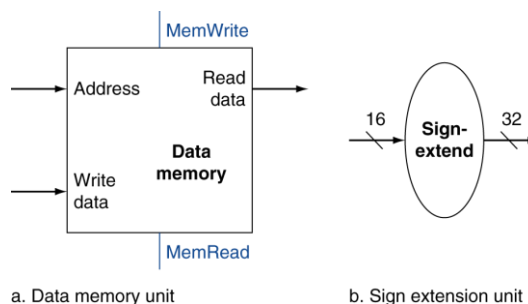 MemWrite
Address
Read
data
Data
memory
Write
data
MemRead
a. Data memory unit
16
32
Sign-
extend
b. Sign extension unit